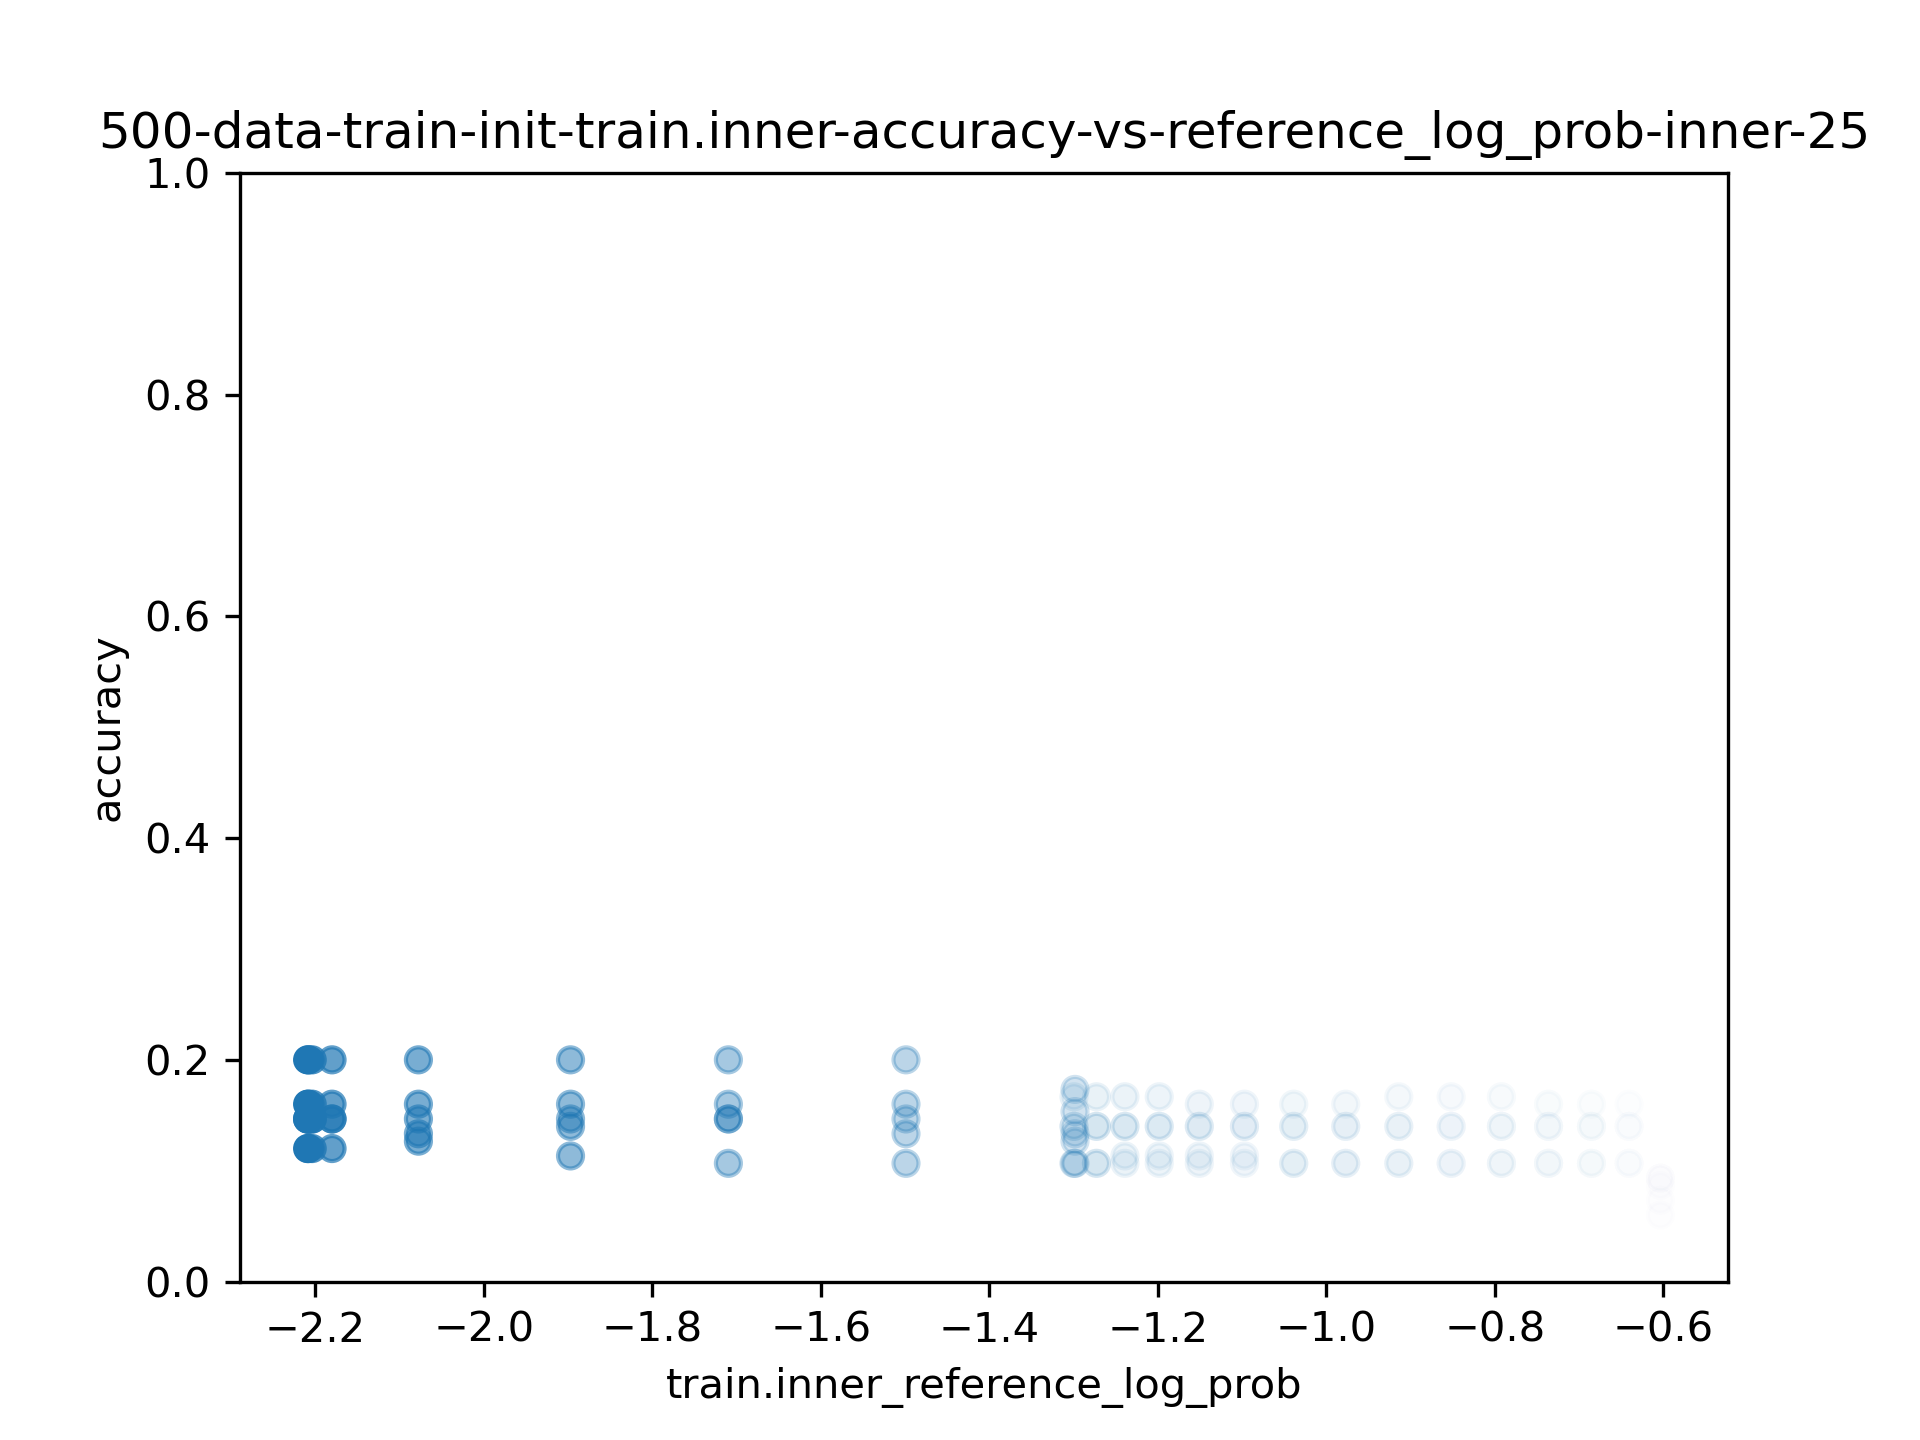 500-data-train-init-train.inner-accuracy-vs-reference_log_prob-inner-25
1.0
0.8
0.6
0.4
0.2
0.0
accuracy
−2.2 −2.0 −1.8 −1.6 −1.4 −1.2 −1.0 −0.8 −0.6
train.inner_reference_log_prob